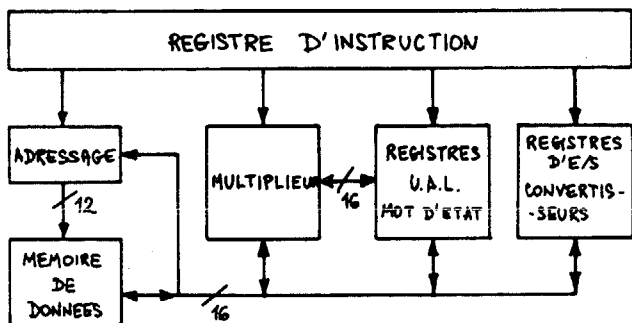 REGISTRE D'INSTRUCTION
ADRESSAGE
MULTIPLIEUR
REGISTRES
U.A.L.
MOT D'ETAT
REGISTRES
D'E/S
CONVERTIS-
-SEURS
16
12
MEMOIRE
DE
DONNEES
16